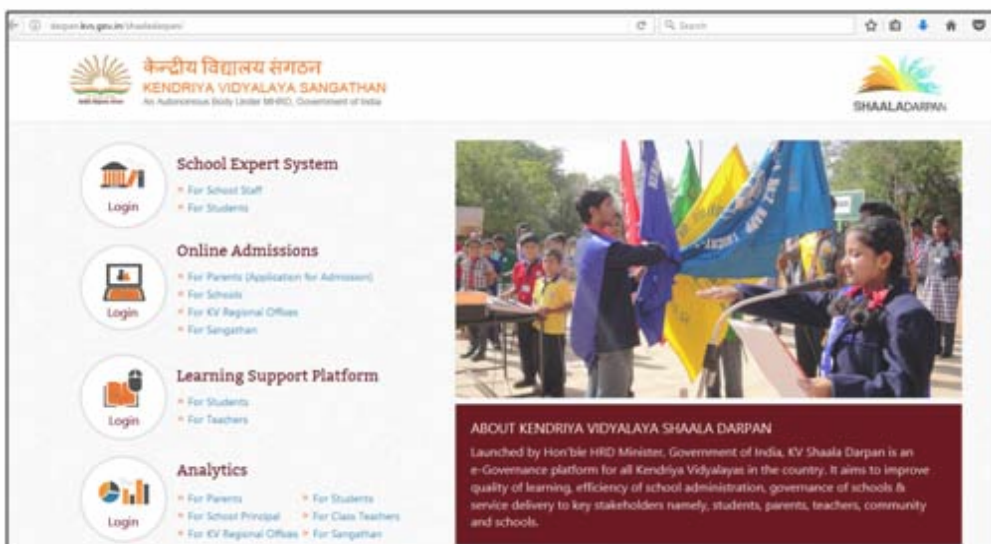 darpan.kvs.gov.in/shaaladarpan/
Search
केन्द्रीय विद्यालय संगठन
KENDRIYA VIDYALAYA SANGATHAN
An Autonomous Body Under MHRD, Government of India
SHAALADARPAN
School Expert System
For School Staff
For Students
Login
Online Admissions
For Parents (Application for Admission)
For Schools
For KV Regional Offices
For Sangathan
Login
Learning Support Platform
For Students
For Teachers
Login
Analytics
For Parents
For Students
For School Principal
For Class Teachers
For KV Regional Offices
For Sangathan
Login
ABOUT KENDRIYA VIDYALAYA SHAALA DARPAN
Launched by Hon'ble HRD Minister, Government of India, KV Shaala Darpan is an
e-Governance platform for all Kendriya Vidyalayas in the country. It aims to improve
quality of learning, efficiency of school administration, governance of schools &
service delivery to key stakeholders namely, students, parents, teachers, community
and schools.